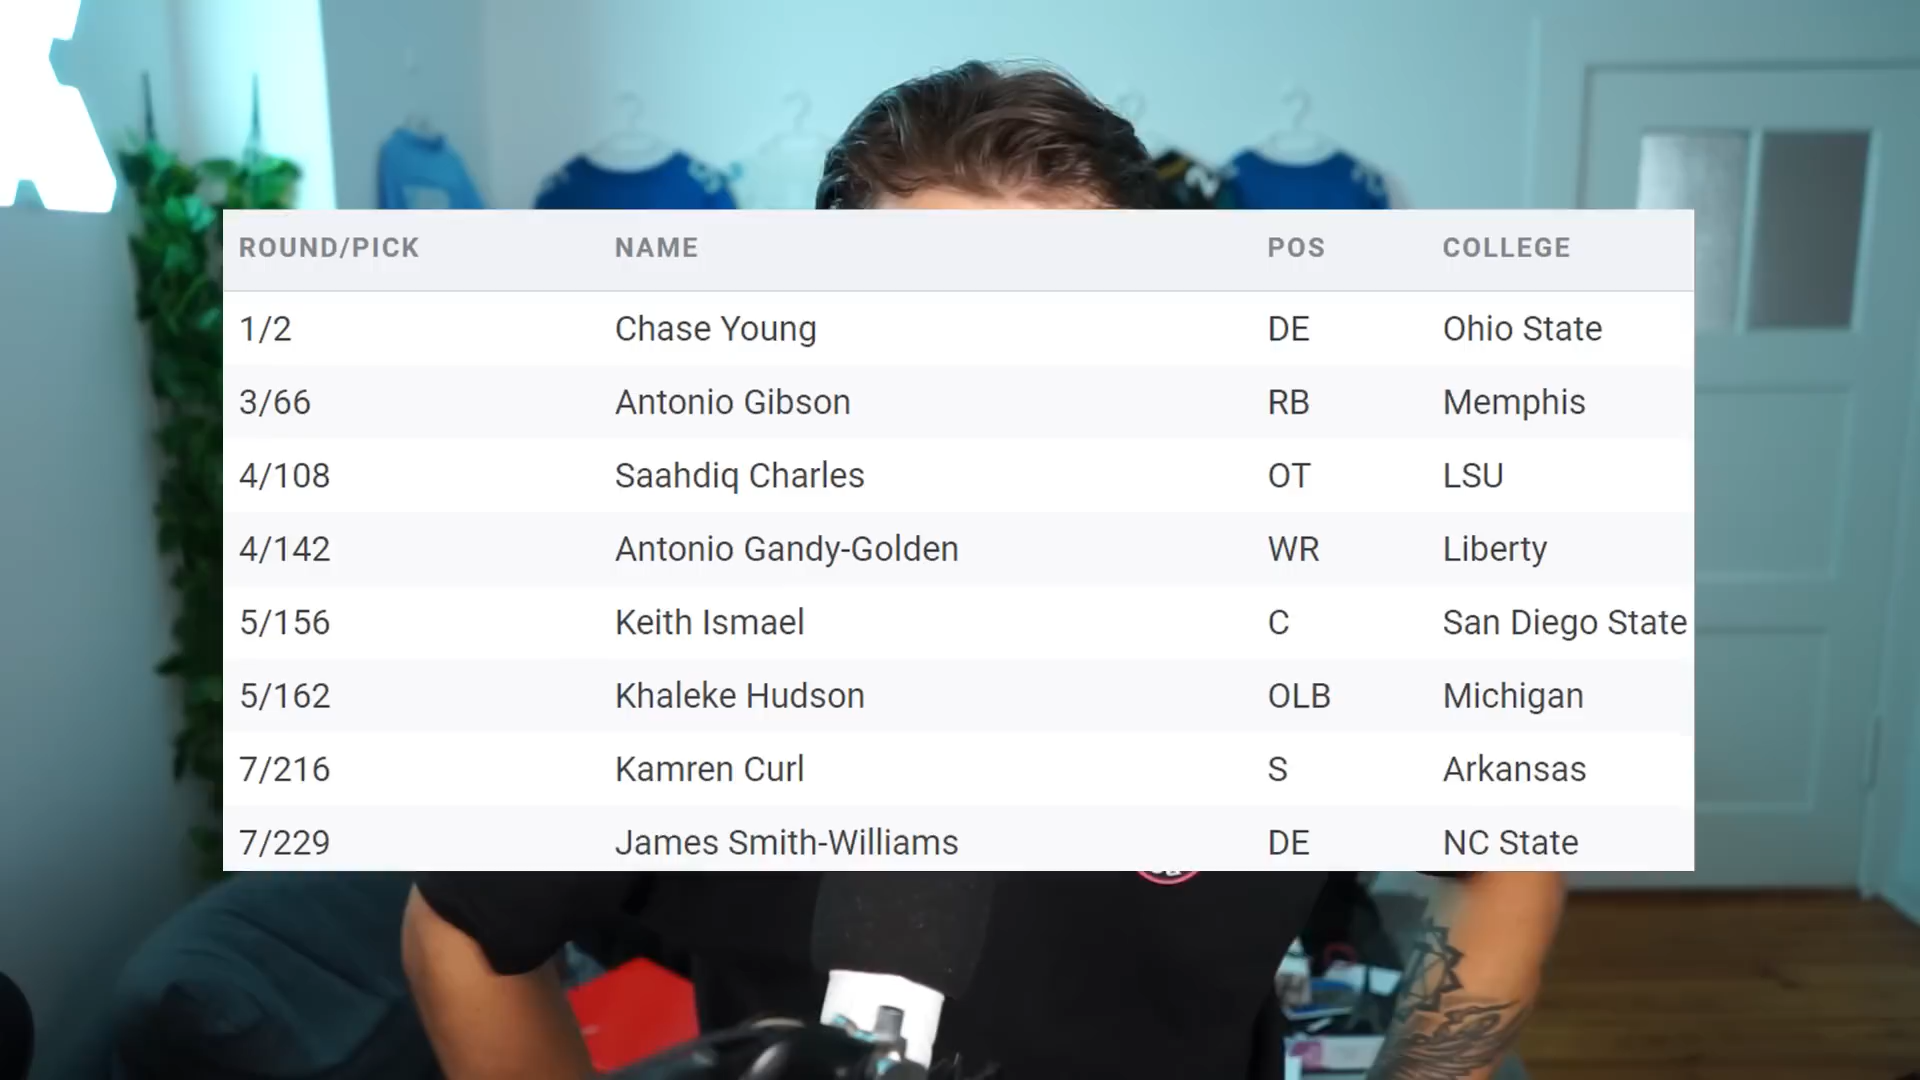 ROUND/PICK NAME POS COLLEGE
1/2 Chase Young DE Ohio State
3/66 Antonio Gibson RB Memphis
4/108 Saahdiq Charles OT LSU
4/142 Antonio Gandy-Golden WR Liberty
5/156 Keith Ismael C San Diego State
5/162 Khaleke Hudson OLB Michigan
7/216 Kamren Curl S Arkansas
7/229 James Smith-Williams DE NC State